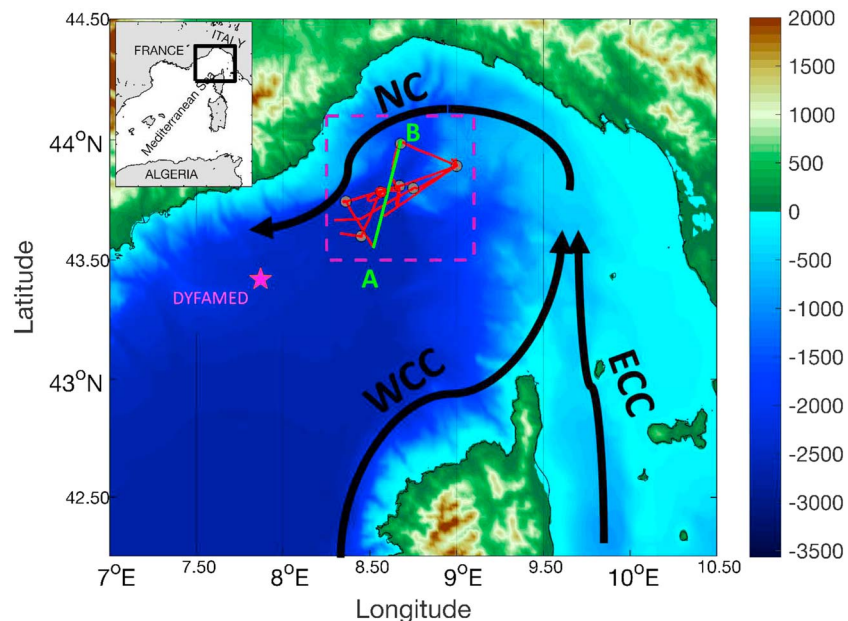 44.50
44°N
43.50
43°N
42.50
Latitude
7°E
7.50
8°E
8.50
9°E
9.50
10°E
10.50
Longitude
FRANCE
ITALY
Mediterranean Sea
ALGERIA
NC
B
A
DYFAMED
WCC
ECC
2000
1500
1000
500
0
-500
-1000
-1500
-2000
-2500
-3000
-3500